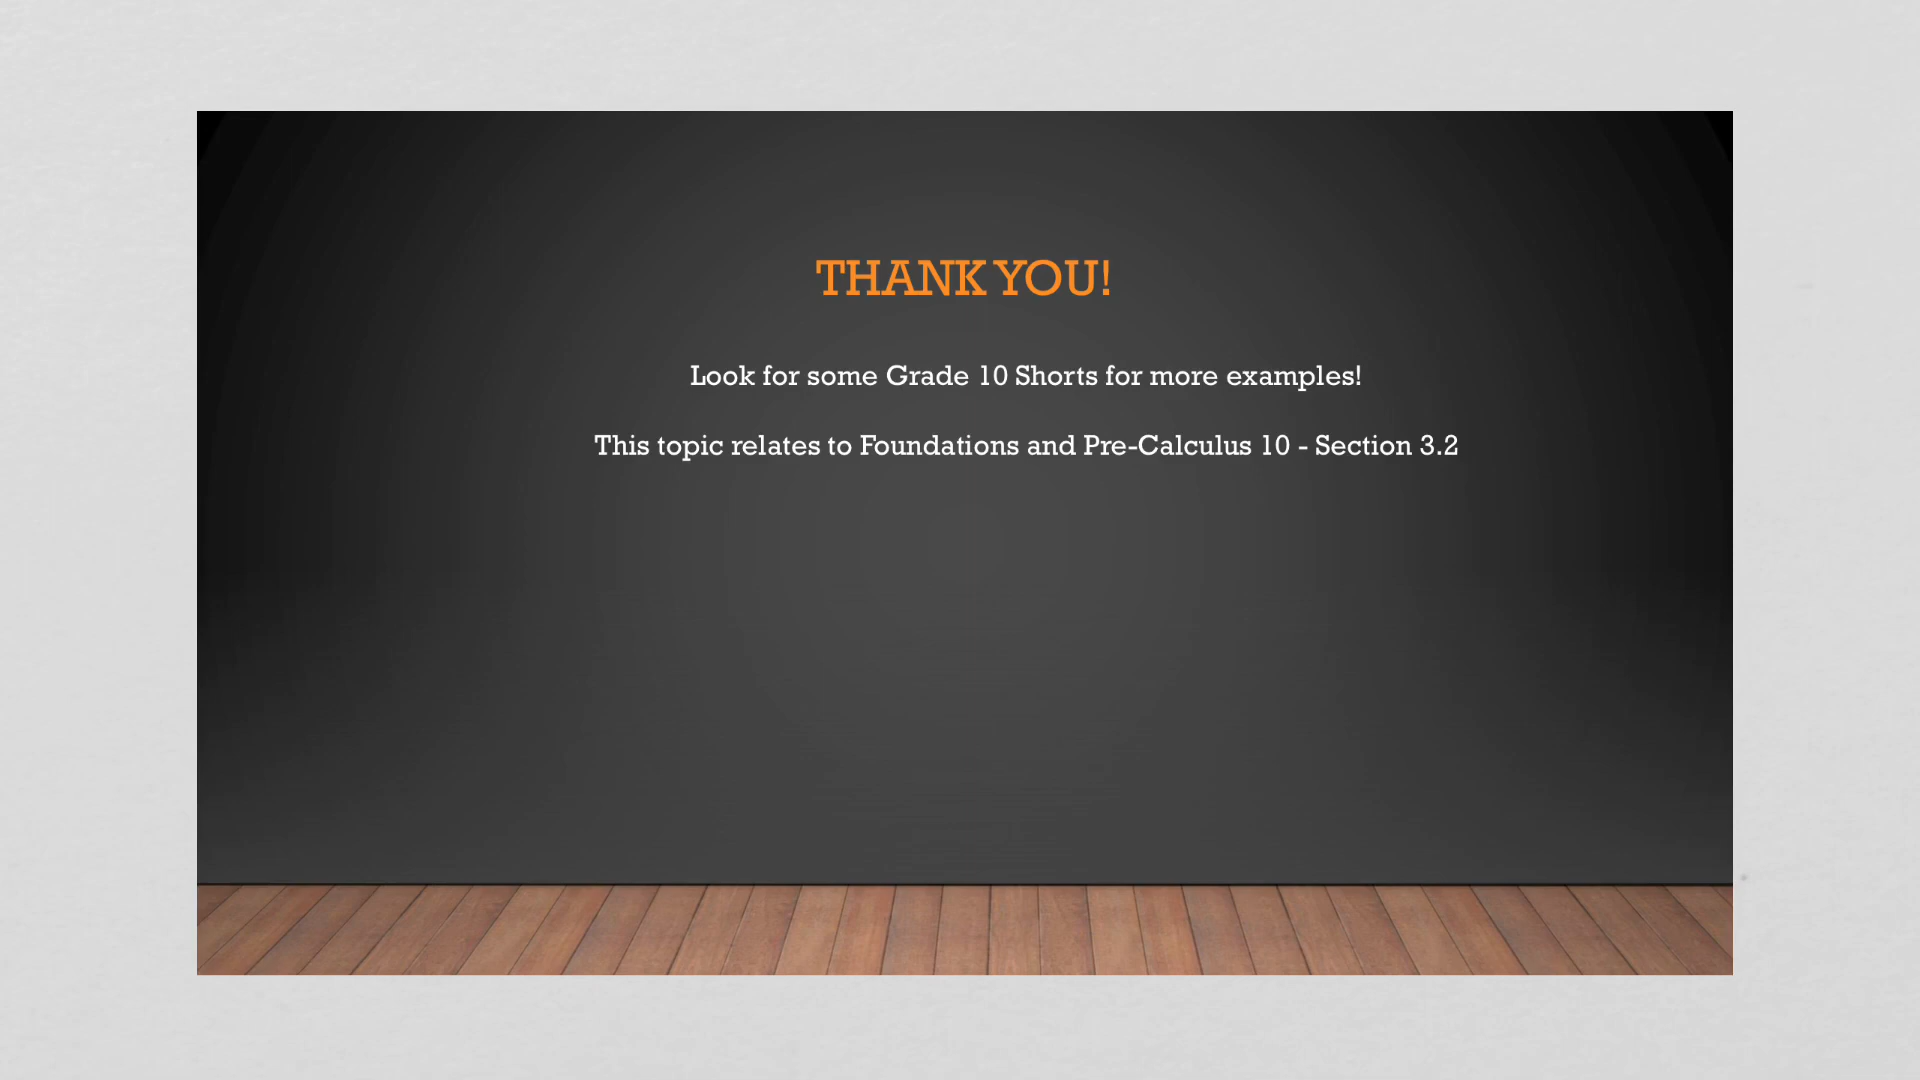 THANK YOU!
Look for some Grade 10 Shorts for more examples!
This topic relates to Foundations and Pre-Calculus 10 - Section 3.2